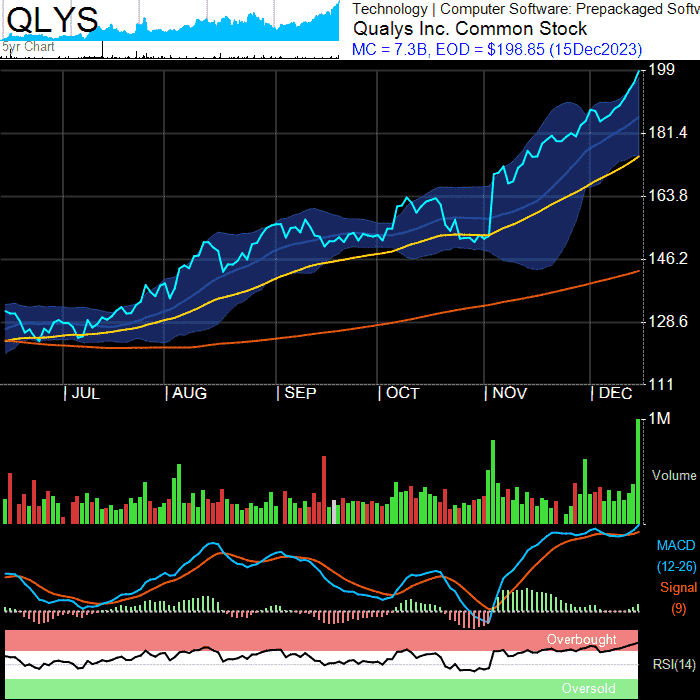 QLYS
5yr Chart
Technology | Computer Software: Prepackaged Softw
Qualys Inc. Common Stock
MC = 7.3B, EOD = $198.85 (15Dec2023)
199
181.4
163.8
146.2
128.6
111
| JUL | AUG | SEP | OCT | NOV | DEC
1M
Volume
MACD
(12-26)
Signal
(9)
Overbought
RSI(14)
Oversold